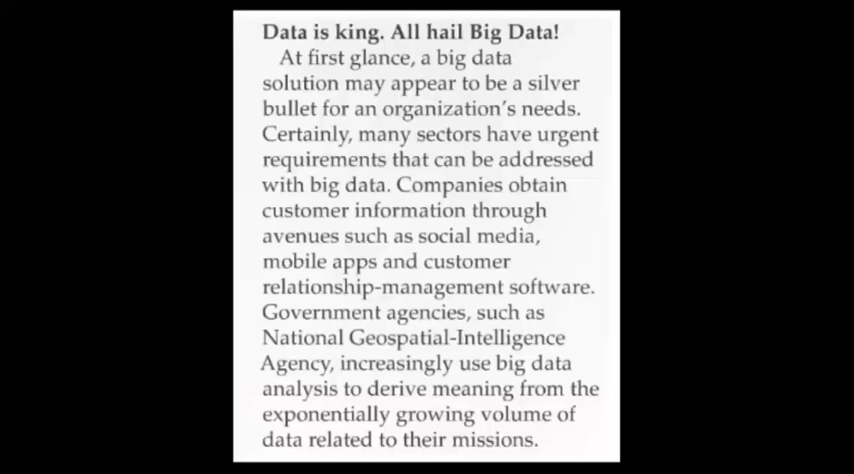 Data is king. All hail Big Data!
At first glance, a big data
solution may appear to be a silver
bullet for an organization's needs.
Certainly, many sectors have urgent
requirements that can be addressed
with big data. Companies obtain
customer information through
avenues such as social media,
mobile apps and customer
relationship-management software.
Government agencies, such as
National Geospatial-Intelligence
Agency, increasingly use big data
analysis to derive meaning from the
exponentially growing volume of
data related to their missions.